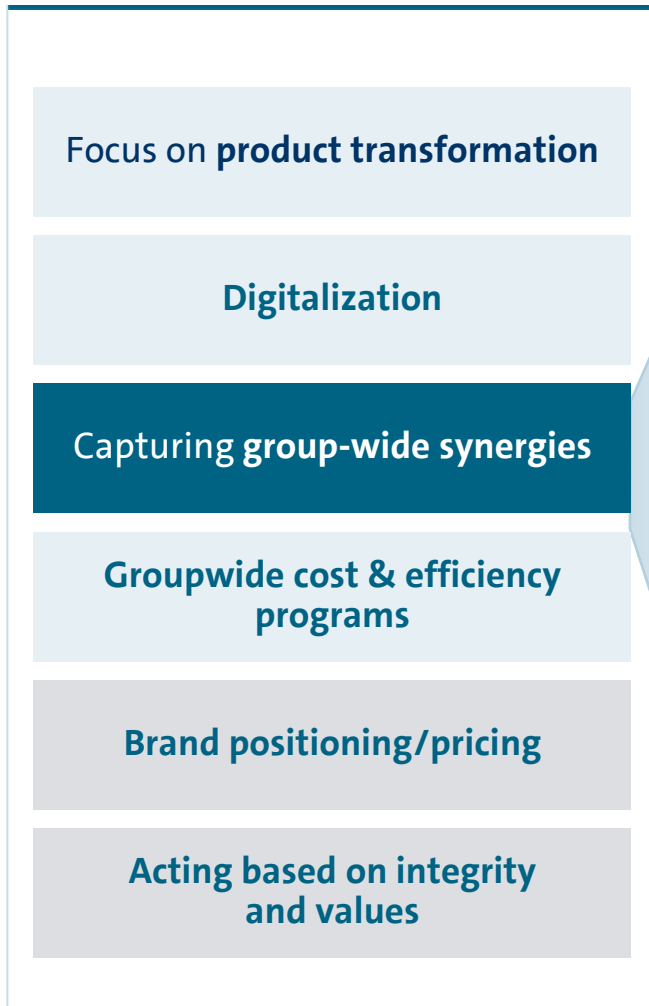 Focus on product transformation
Digitalization
Capturing group-wide synergies
Groupwide cost & efficiency
programs
Brand positioning/pricing
Acting based on integrity
and values